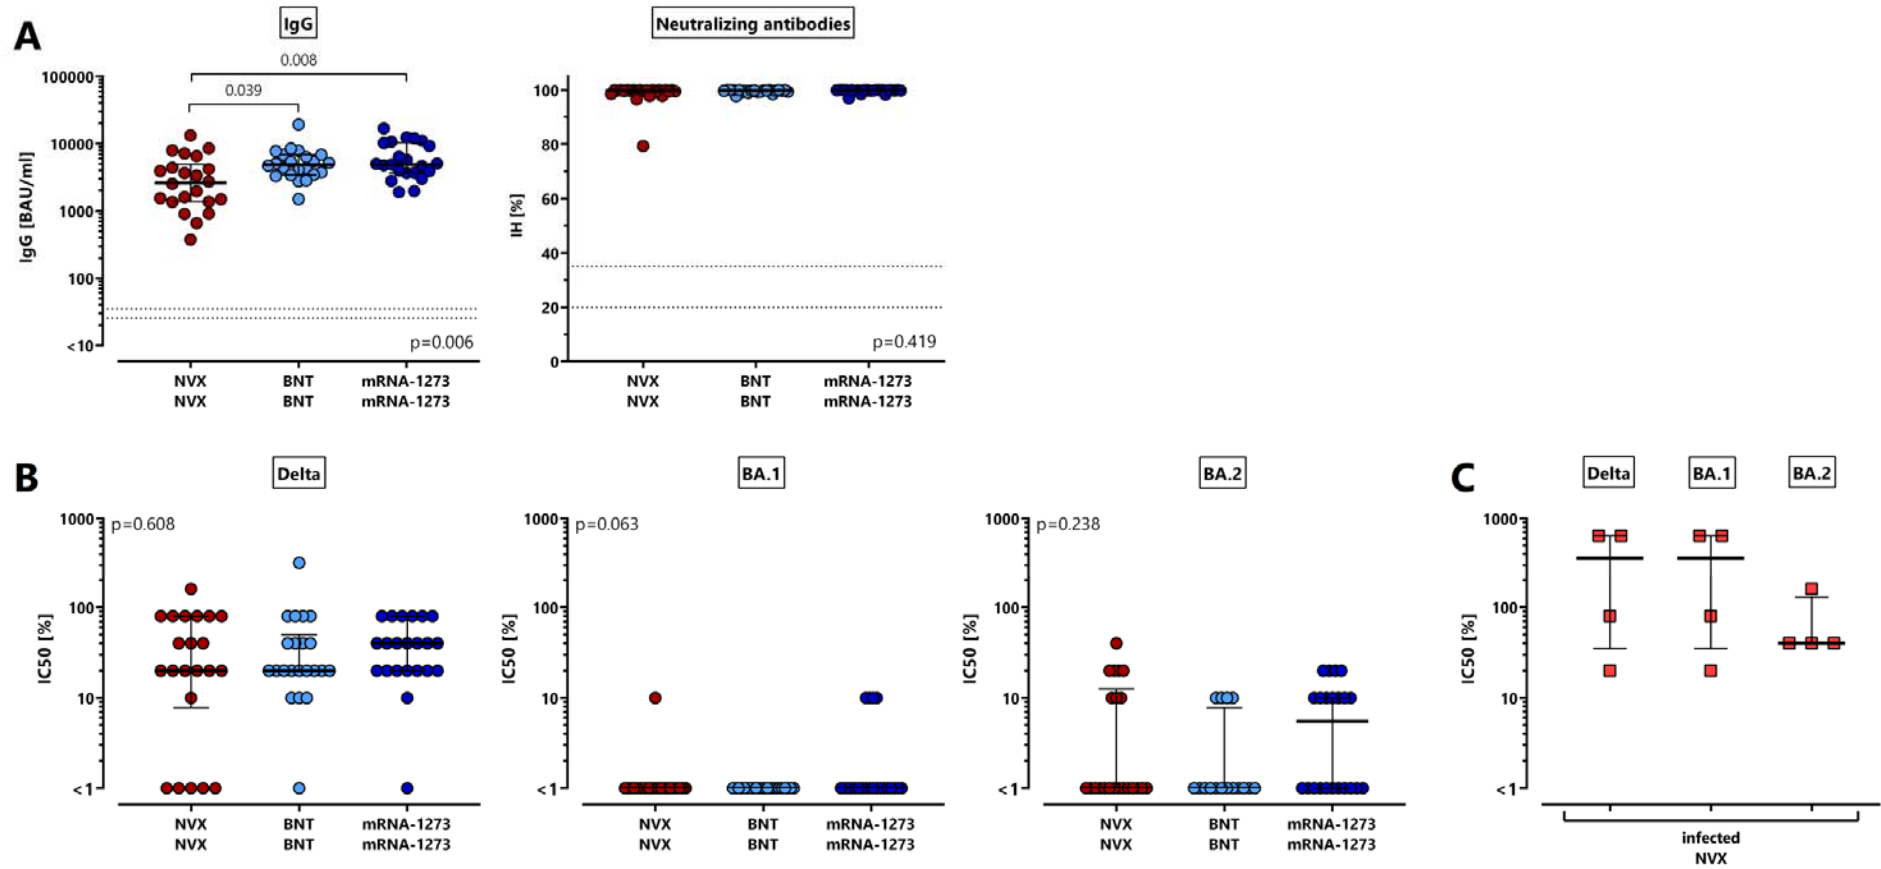 A
IgG
Neutralizing antibodies
0.008
0.039
IgG [BAU/ml]
100000
10000
1000
100
<10
p=0.006
NVX BNT mRNA-1273
NVX BNT mRNA-1273
IH [%]
100
80
60
40
20
0
p=0.419
NVX BNT mRNA-1273
NVX BNT mRNA-1273
B
Delta
IC50 [%]
1000
100
10
<1
p=0.608
NVX BNT mRNA-1273
NVX BNT mRNA-1273
BA.1
IC50 [%]
1000
100
10
<1
p=0.063
NVX BNT mRNA-1273
NVX BNT mRNA-1273
BA.2
IC50 [%]
1000
100
10
<1
p=0.238
NVX BNT mRNA-1273
NVX BNT mRNA-1273
C
Delta BA.1 BA.2
IC50 [%]
1000
100
10
<1
infected
NVX